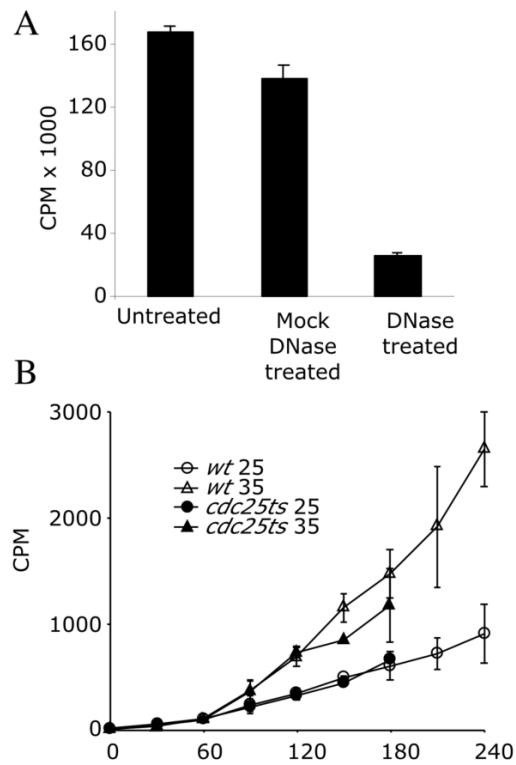 A
CPM x 1000
160
120
80
40
0
Untreated
Mock
DNase
treated
DNase
treated
B
CPM
3000
2000
1000
0
wt 25
wt 35
cdc25ts 25
cdc25ts 35
0
60
120
180
240